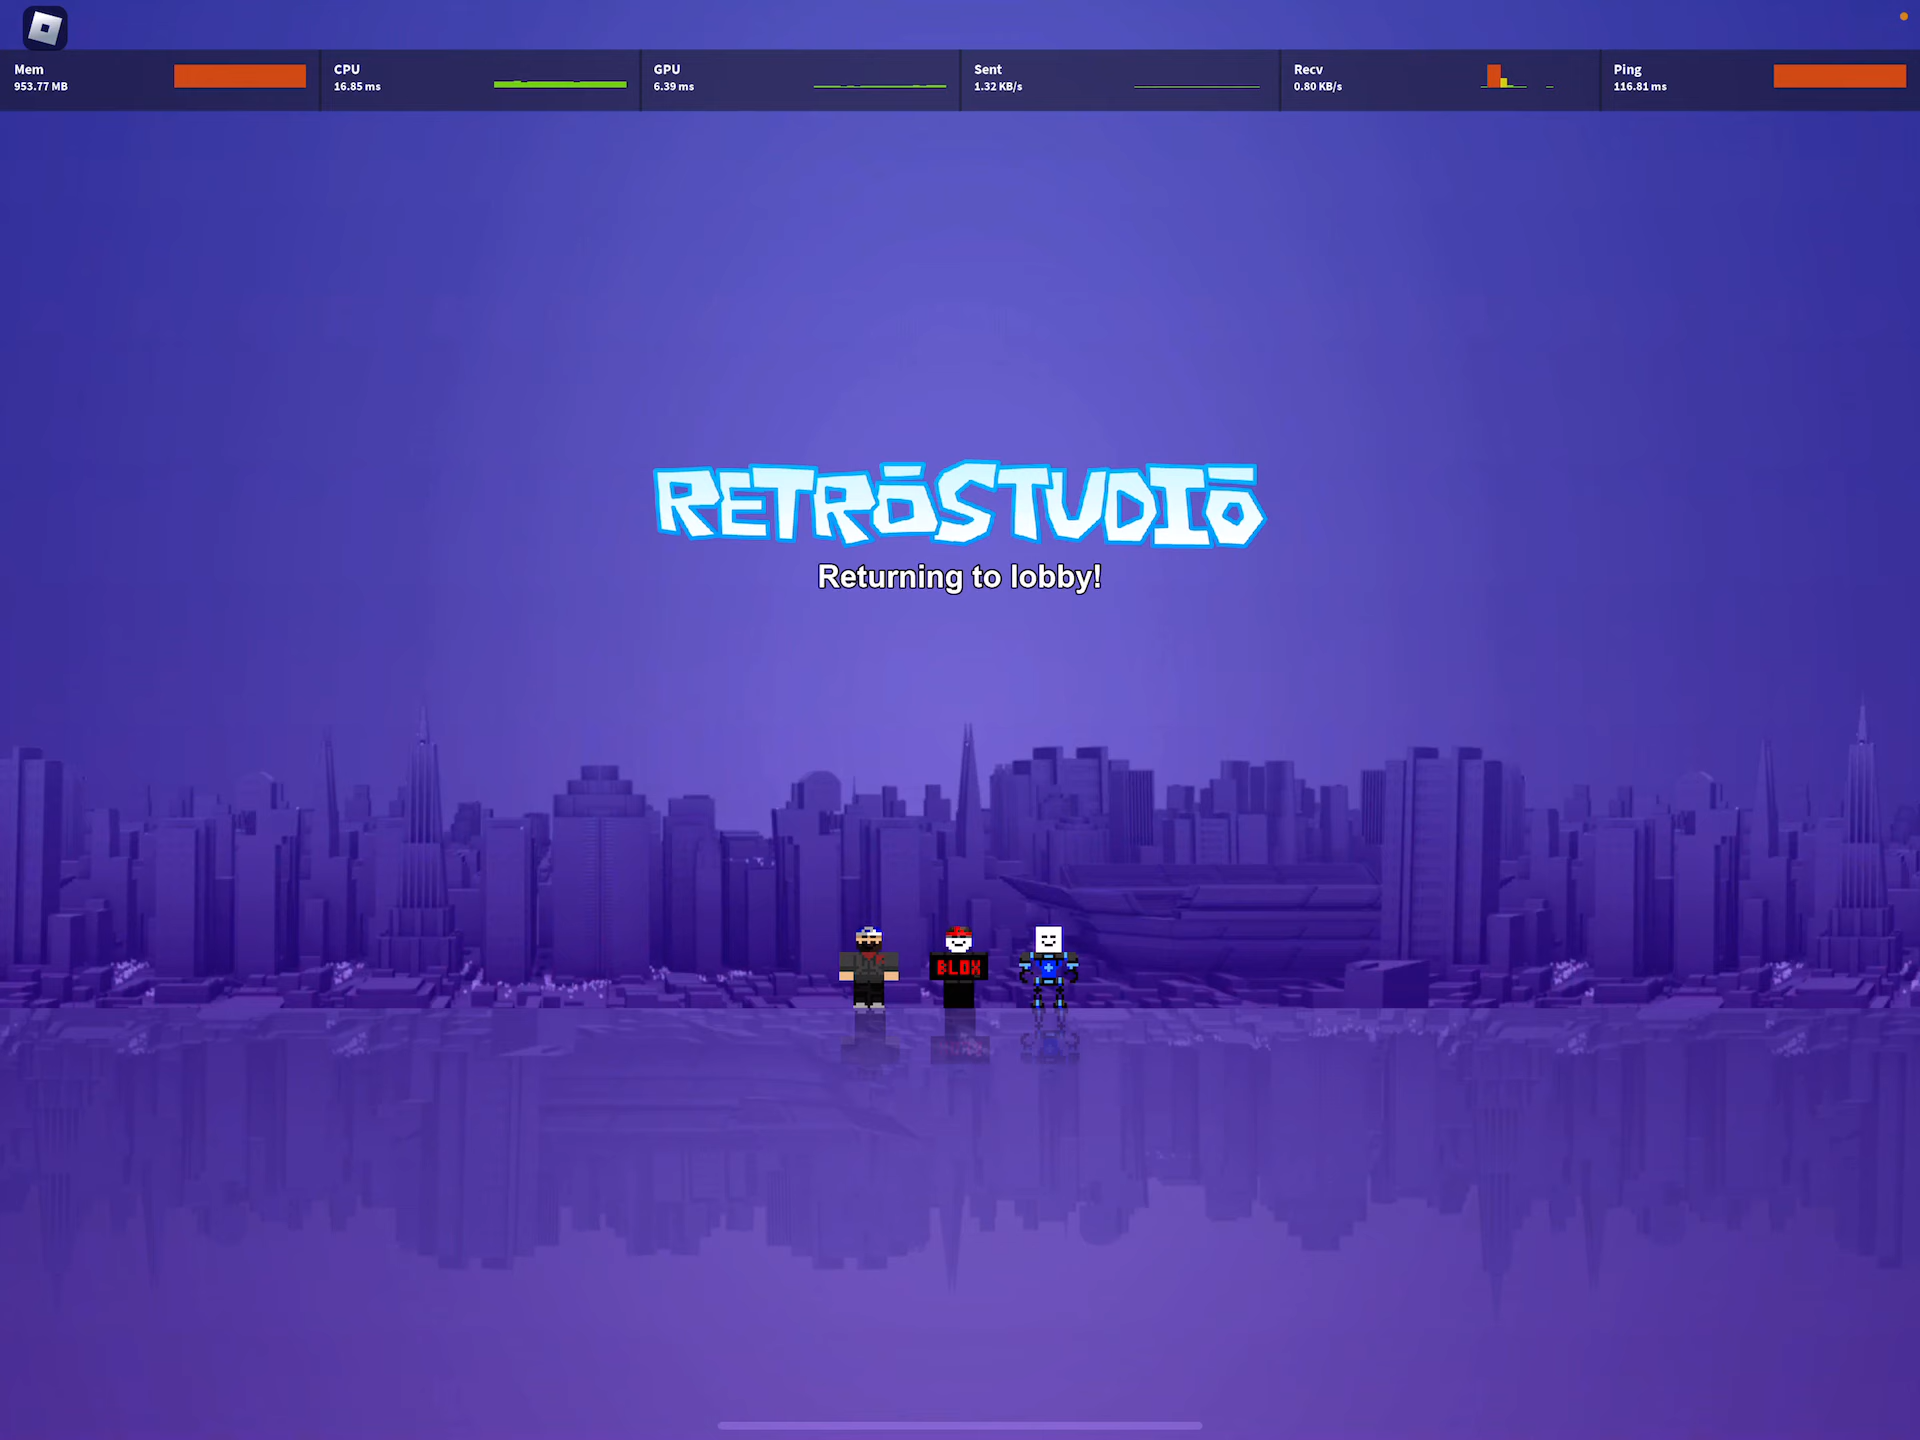 Mem
953.77 MB
CPU
16.85 ms
GPU
6.39 ms
Sent
1.32 KB/s
Recv
0.80 KB/s
Ping
116.81 ms
RETRŌSTUDIŌ
Returning to lobby!
BLOX